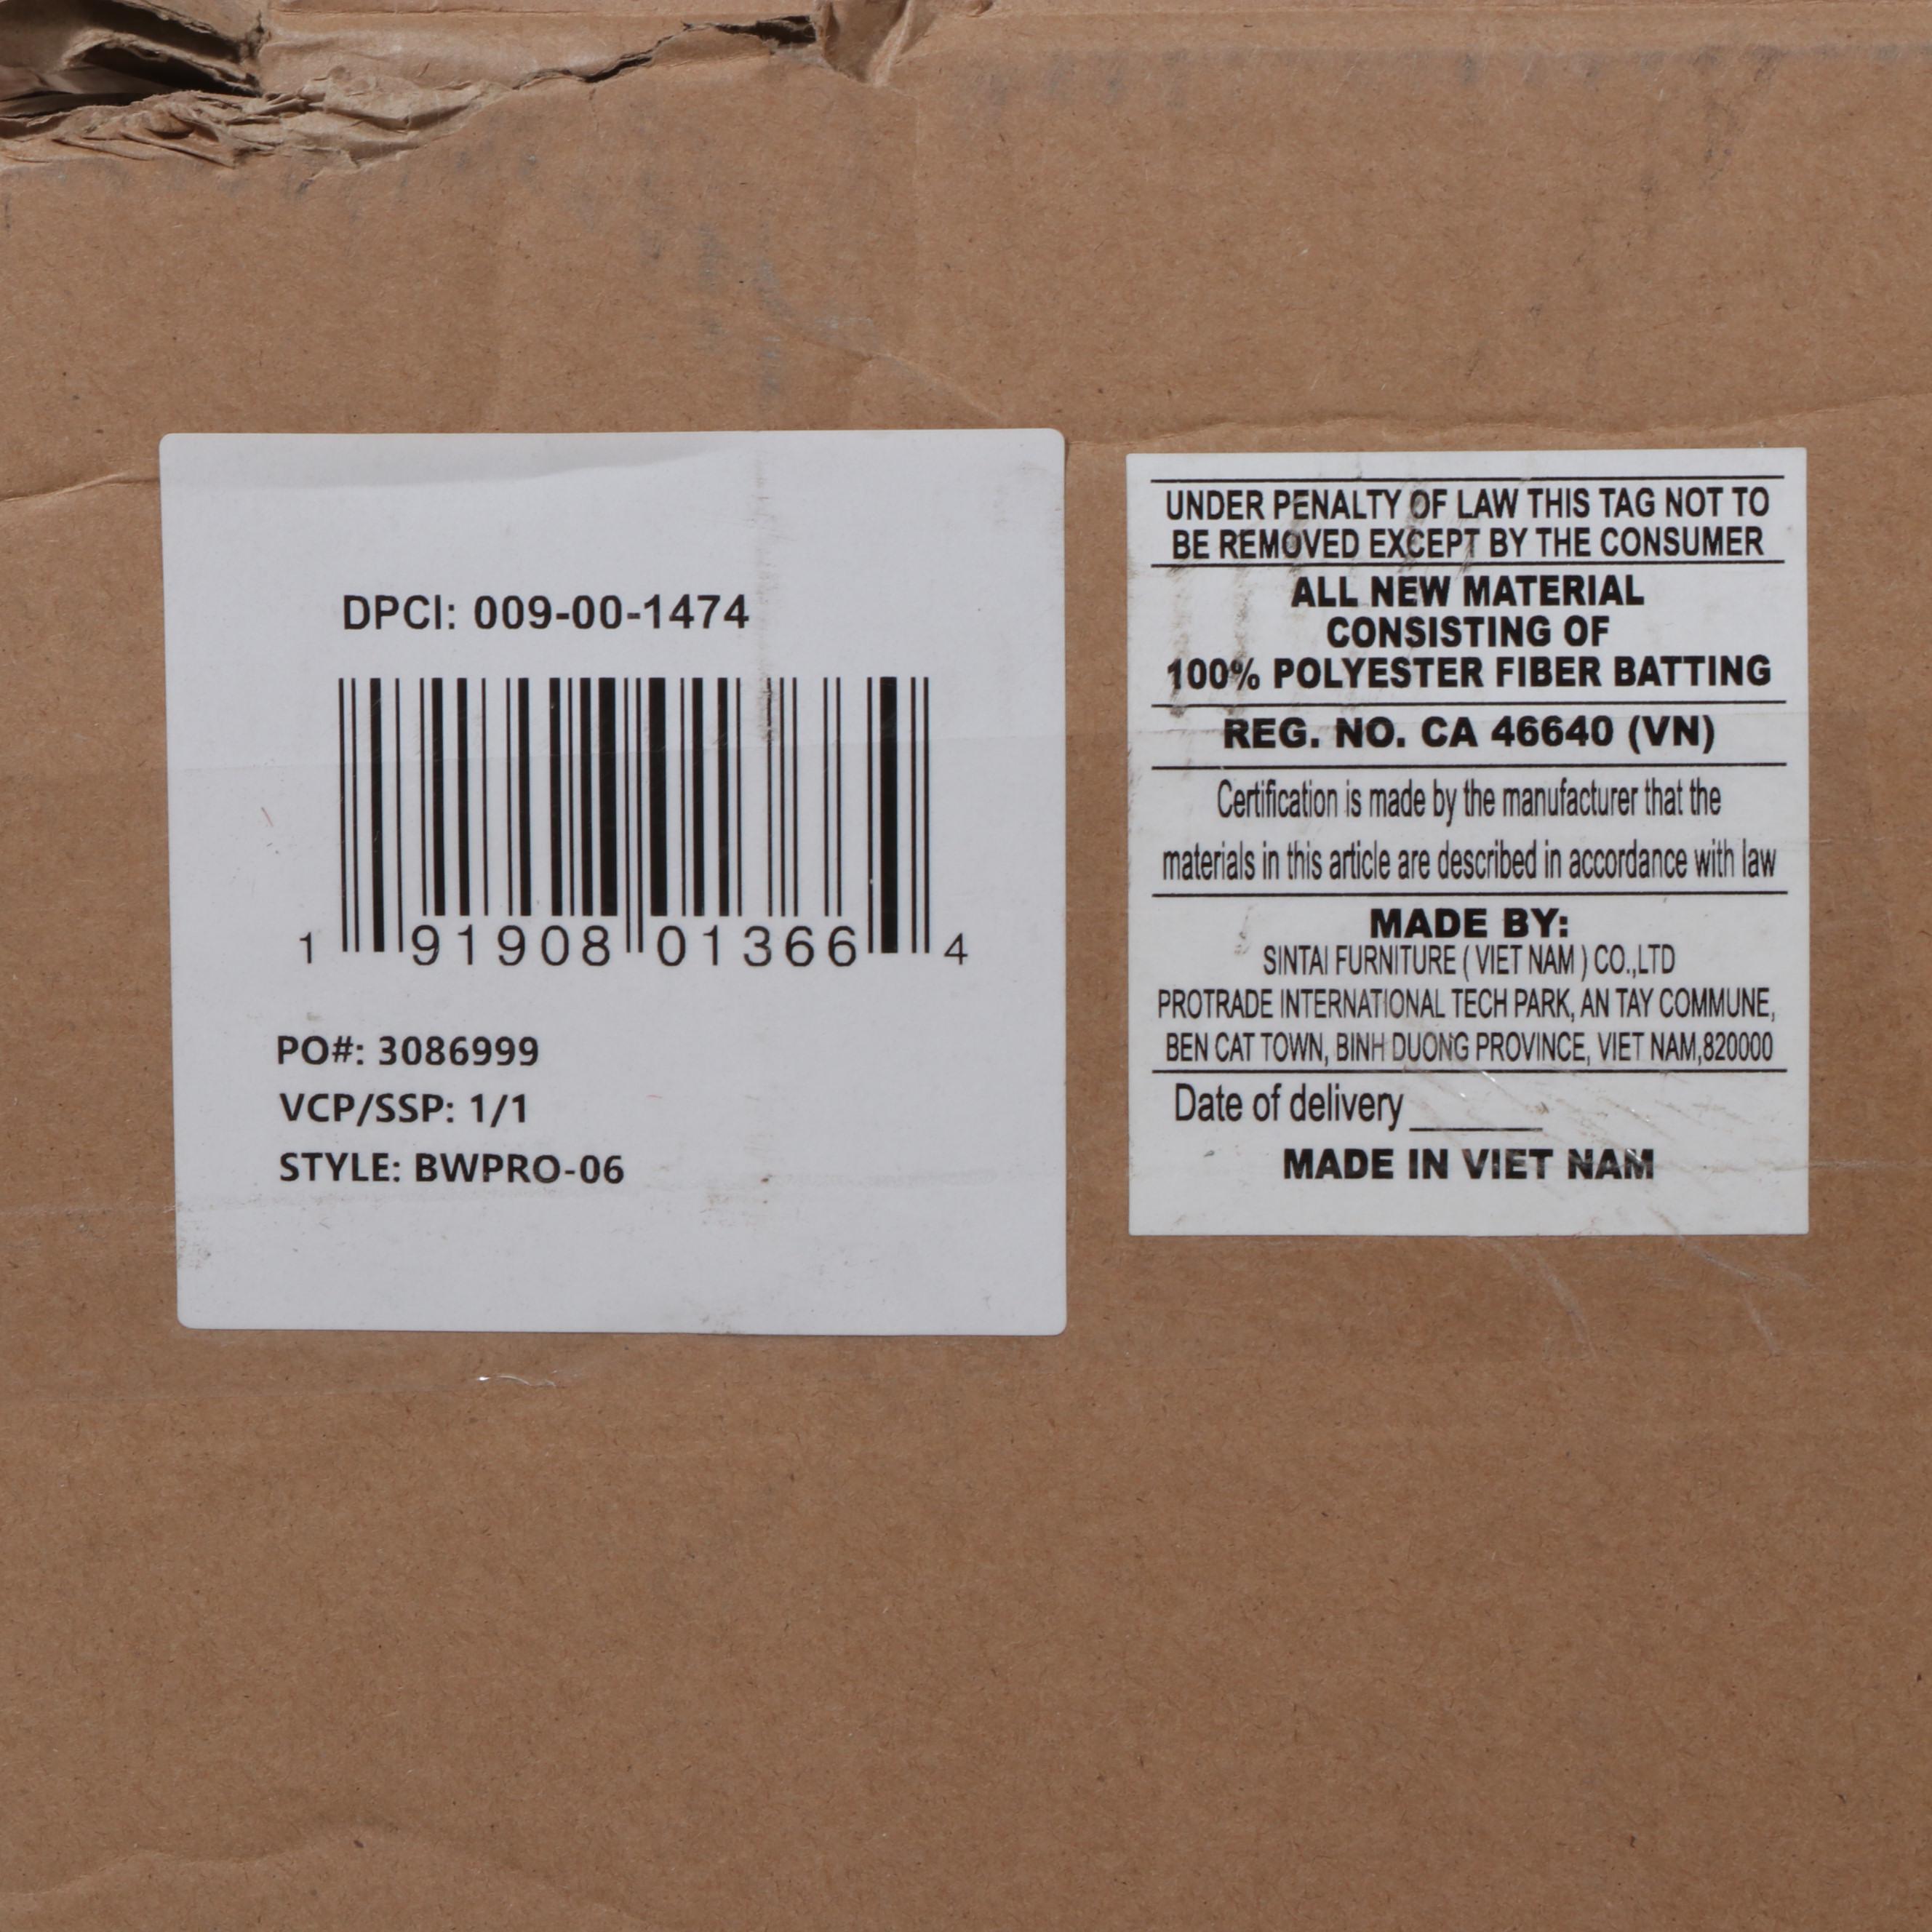 DPCI: 009-00-1474
1 91908 01366 4
PO#: 3086999
VCP/SSP: 1/1
STYLE: BWPRO-06
UNDER PENALTY OF LAW THIS TAG NOT TO
BE REMOVED EXCEPT BY THE CONSUMER
ALL NEW MATERIAL
CONSISTING OF
100% POLYESTER FIBER BATTING
REG. NO. CA 46640 (VN)
Certification is made by the manufacturer that the
materials in this article are described in accordance with law
MADE BY:
SINTAI FURNITURE ( VIET NAM ) CO.,LTD
PROTRADE INTERNATIONAL TECH PARK, AN TAY COMMUNE,
BEN CAT TOWN, BINH DUONG PROVINCE, VIET NAM,820000
Date of delivery ______
MADE IN VIET NAM